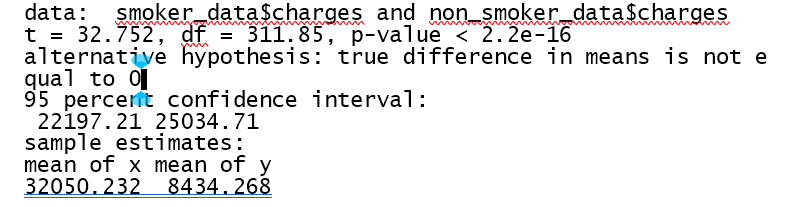 data:  smoker_data$charges and non_smoker_data$charges
t = 32.752, df = 311.85, p-value < 2.2e-16
alternative hypothesis: true difference in means is not e
qual to 0
95 percent confidence interval:
 22197.21 25034.71
sample estimates:
mean of x mean of y
32050.232  8434.268